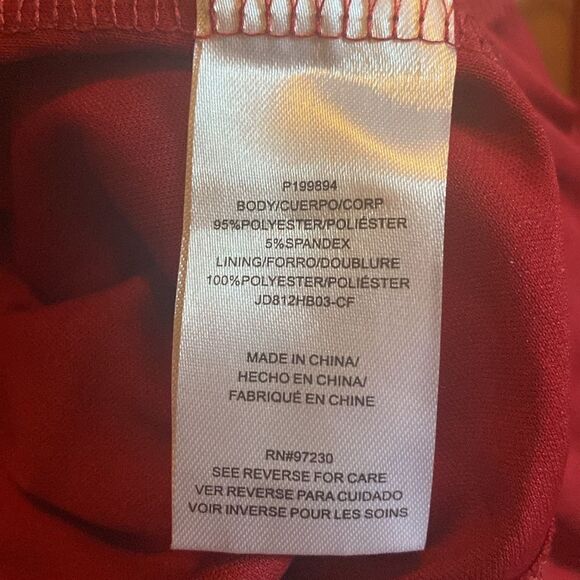 P199894
BODY/CUERPO/CORP
95%POLYESTER/POLIÉSTER
5%SPANDEX
LINING/FORRO/DOUBLURE
100%POLYESTER/POLIÉSTER
JD812HB03-CF
MADE IN CHINA/
HECHO EN CHINA/
FABRIQUÉ EN CHINE
RN#97230
SEE REVERSE FOR CARE
VER REVERSE PARA CUIDADO
VOIR INVERSE POUR LES SOINS